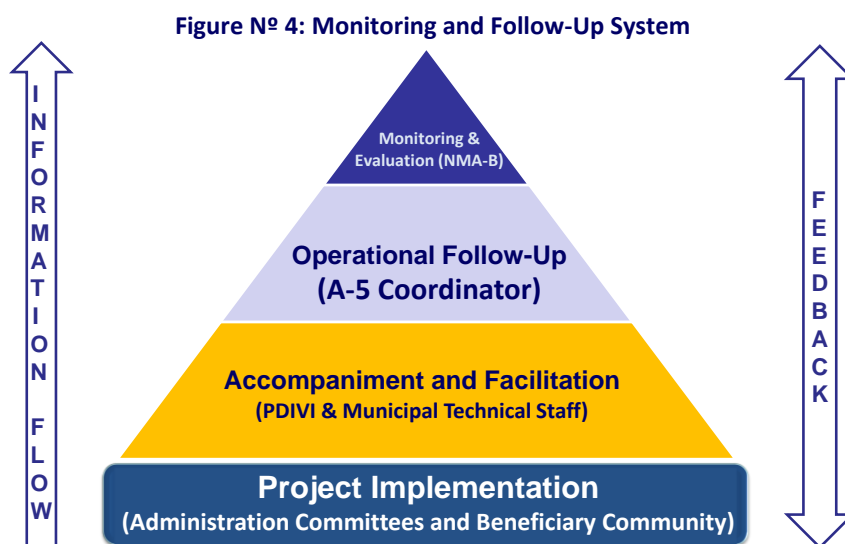 Figure Nº 4: Monitoring and Follow-Up System
INFORMATION FLOW
Monitoring &
Evaluation (NMA-B)
Operational Follow-Up
(A-5 Coordinator)
Accompaniment and Facilitation
(PDIVI & Municipal Technical Staff)
Project Implementation
(Administration Committees and Beneficiary Community)
FEEDBACK